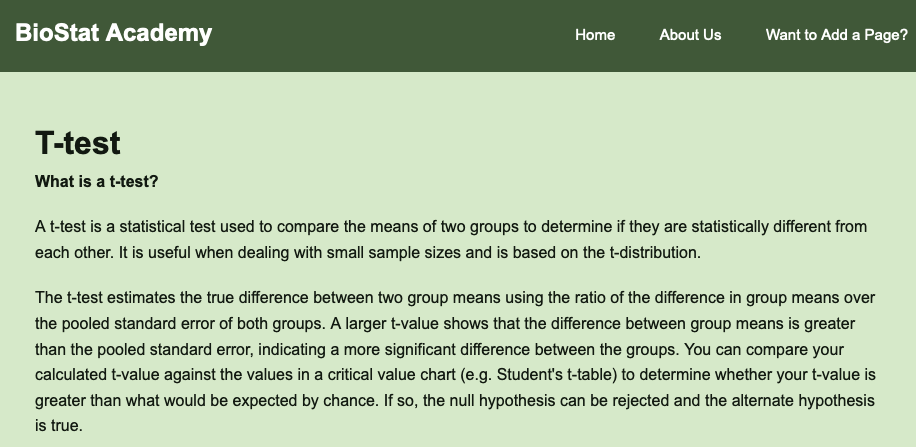 BioStat Academy
Home About Us Want to Add a Page?
T-test
What is a t-test?
A t-test is a statistical test used to compare the means of two groups to determine if they are statistically different from
each other. It is useful when dealing with small sample sizes and is based on the t-distribution.
The t-test estimates the true difference between two group means using the ratio of the difference in group means over
the pooled standard error of both groups. A larger t-value shows that the difference between group means is greater
than the pooled standard error, indicating a more significant difference between the groups. You can compare your
calculated t-value against the values in a critical value chart (e.g. Student's t-table) to determine whether your t-value is
greater than what would be expected by chance. If so, the null hypothesis can be rejected and the alternate hypothesis
is true.